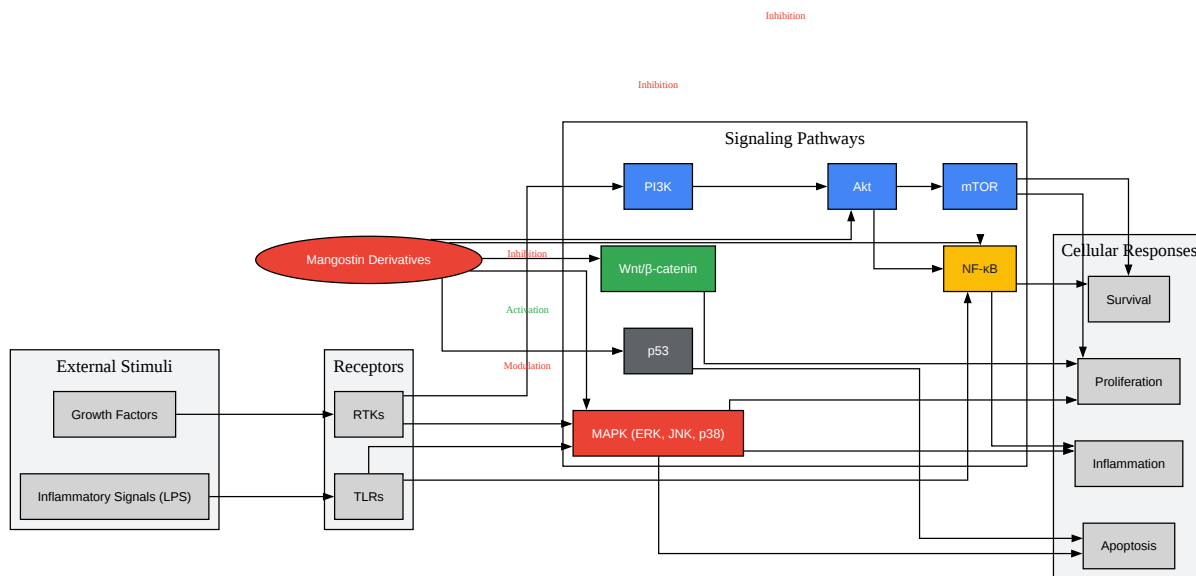 Inhibition
Inhibition
Signaling Pathways
PI3K
Akt
mTOR
Mangostin Derivatives
Inhibition
Wnt/β-catenin
NF-κB
Cellular Responses
Survival
Activation
p53
Modulation
External Stimuli
Receptors
Growth Factors
RTKs
Proliferation
MAPK (ERK, JNK, p38)
Inflammatory Signals (LPS)
TLRs
Inflammation
Apoptosis